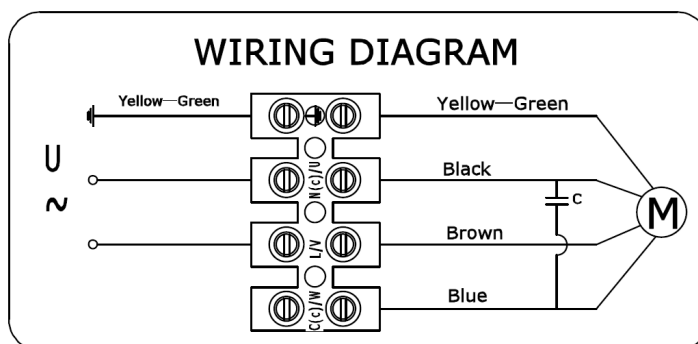 WIRING DIAGRAM
Yellow—Green
Yellow—Green
U
~
N(c)/U
Black
C
M
L/V
Brown
C(c)/W
Blue